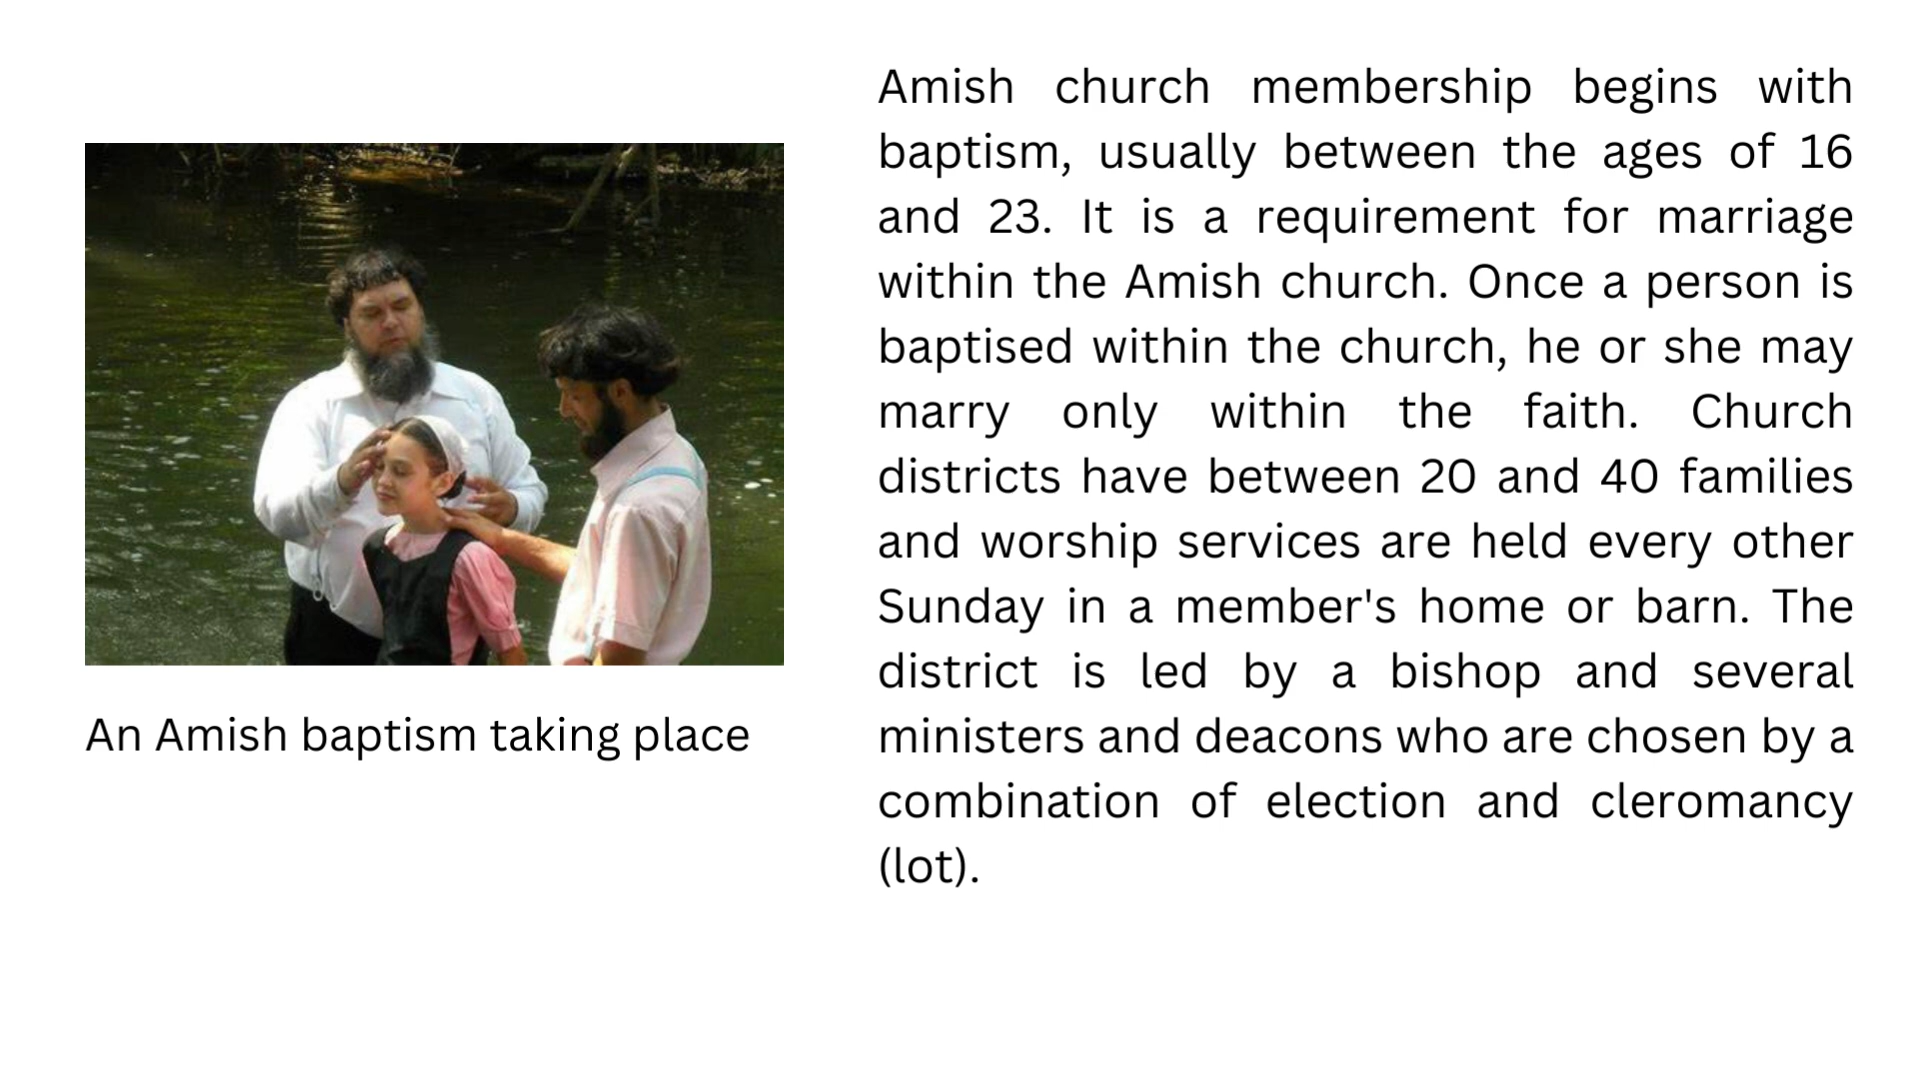 Amish church membership begins with
baptism, usually between the ages of 16
and 23. It is a requirement for marriage
within the Amish church. Once a person is
baptised within the church, he or she may
marry only within the faith. Church
districts have between 20 and 40 families
and worship services are held every other
Sunday in a member's home or barn. The
district is led by a bishop and several
ministers and deacons who are chosen by a
combination of election and cleromancy
(lot).
An Amish baptism taking place